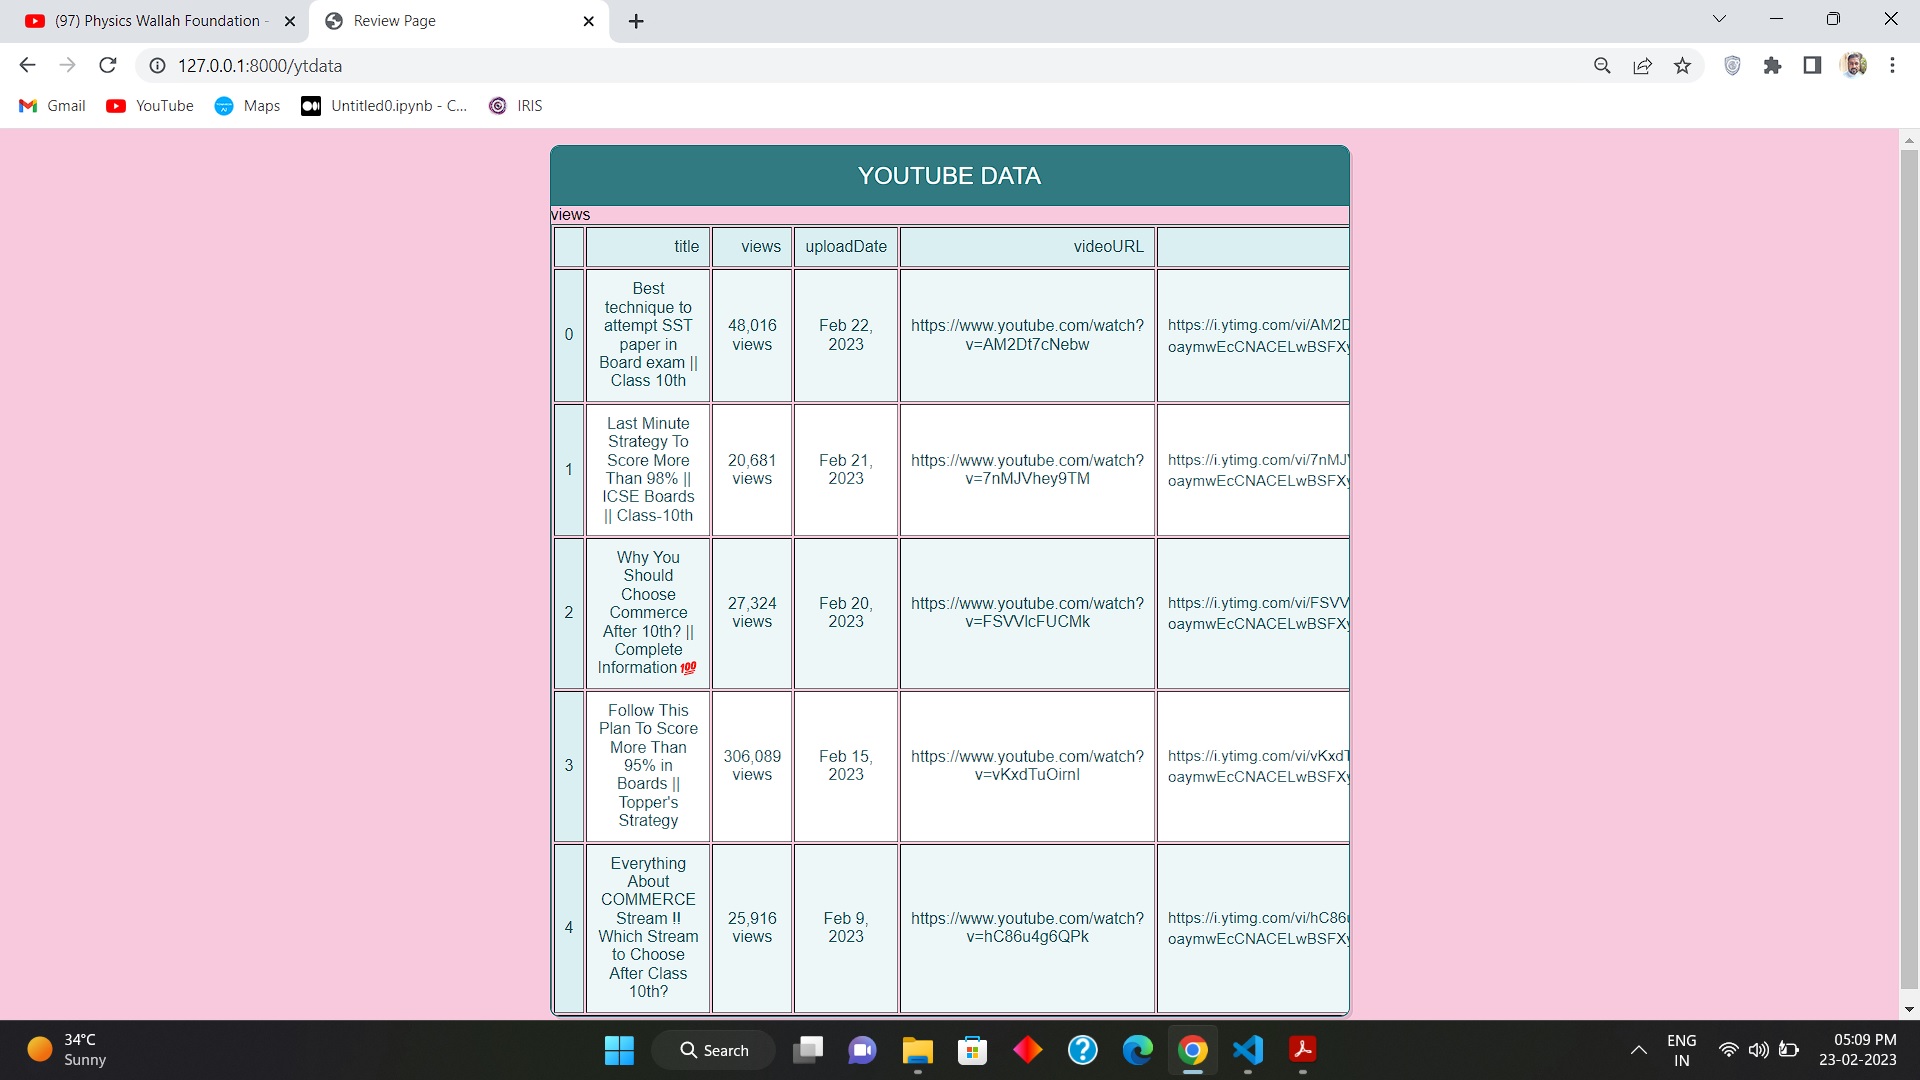 (97) Physics Wallah Foundation -
Review Page
127.0.0.1:8000/ytdata
Gmail
YouTube
Maps
Untitled0.ipynb - C...
IRIS
YOUTUBE DATA
views
title
views
uploadDate
videoURL
0
Best
technique to
attempt SST
paper in
Board exam ||
Class 10th
48,016
views
Feb 22,
2023
https://www.youtube.com/watch?
v=AM2Dt7cNebw
https://i.ytimg.com/vi/AM2D
oaymwEcCNACELwBSFXy
1
Last Minute
Strategy To
Score More
Than 98% ||
ICSE Boards
|| Class-10th
20,681
views
Feb 21,
2023
https://www.youtube.com/watch?
v=7nMJVhey9TM
https://i.ytimg.com/vi/7nMJV
oaymwEcCNACELwBSFXy
2
Why You
Should
Choose
Commerce
After 10th? ||
Complete
Information💯
27,324
views
Feb 20,
2023
https://www.youtube.com/watch?
v=FSVVlcFUCMk
https://i.ytimg.com/vi/FSVV
oaymwEcCNACELwBSFXy
3
Follow This
Plan To Score
More Than
95% in
Boards ||
Topper's
Strategy
306,089
views
Feb 15,
2023
https://www.youtube.com/watch?
v=vKxdTuOirnI
https://i.ytimg.com/vi/vKxdT
oaymwEcCNACELwBSFXy
4
Everything
About
COMMERCE
Stream !!
Which Stream
to Choose
After Class
10th?
25,916
views
Feb 9,
2023
https://www.youtube.com/watch?
v=hC86u4g6QPk
https://i.ytimg.com/vi/hC86u
oaymwEcCNACELwBSFXy
34°C
Sunny
Search
ENG
IN
05:09 PM
23-02-2023